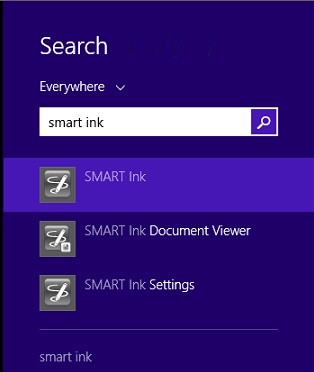 Search
Everywhere
smart ink
SMART Ink
SMART Ink Document Viewer
SMART Ink Settings
smart ink